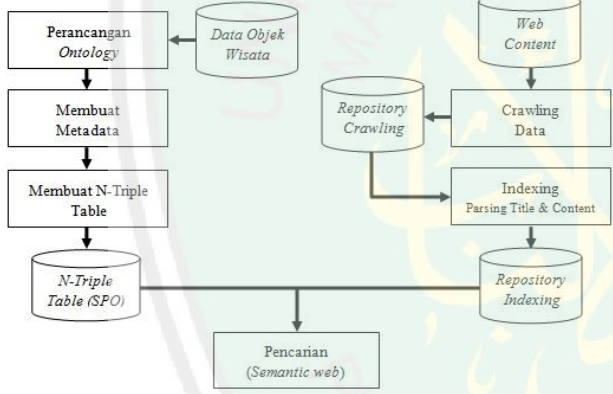 Perancangan
Ontology
Data Objek
Wisata
Web
Content
Membuat
Metadata
Repository
Crawling
Crawling
Data
Membuat N-Triple
Table
Indexing
Parsing Title & Content
N-Triple
Table (SPO)
Repository
Indexing
Pencarian
(Semantic web)